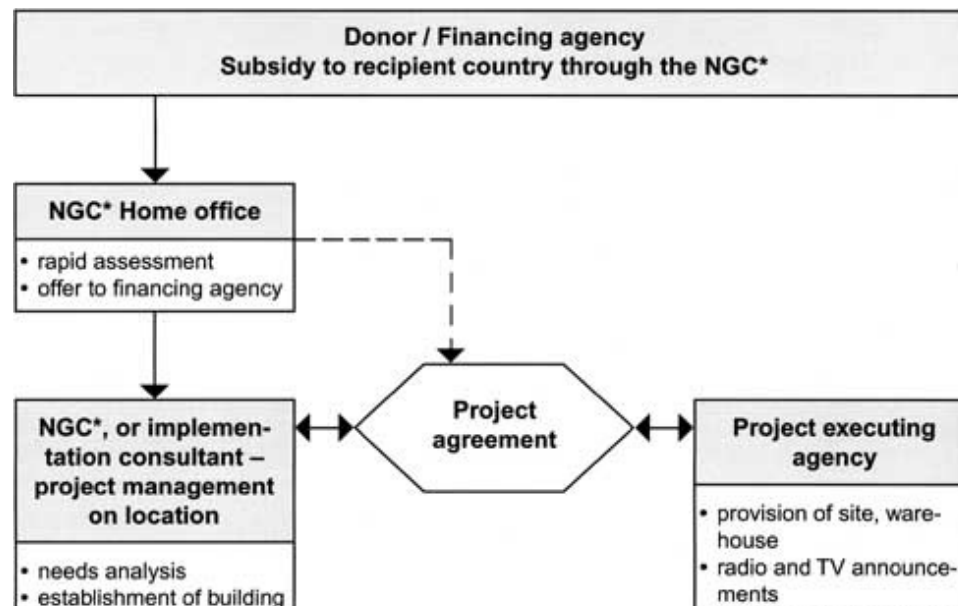 Donor / Financing agency
Subsidy to recipient country through the NGC*
NGC* Home office
• rapid assessment
• offer to financing agency
NGC*, or implemen-
tation consultant –
project management
on location
• needs analysis
• establishment of building
Project
agreement
Project executing
agency
• provision of site, ware-
house
• radio and TV announce-
ments